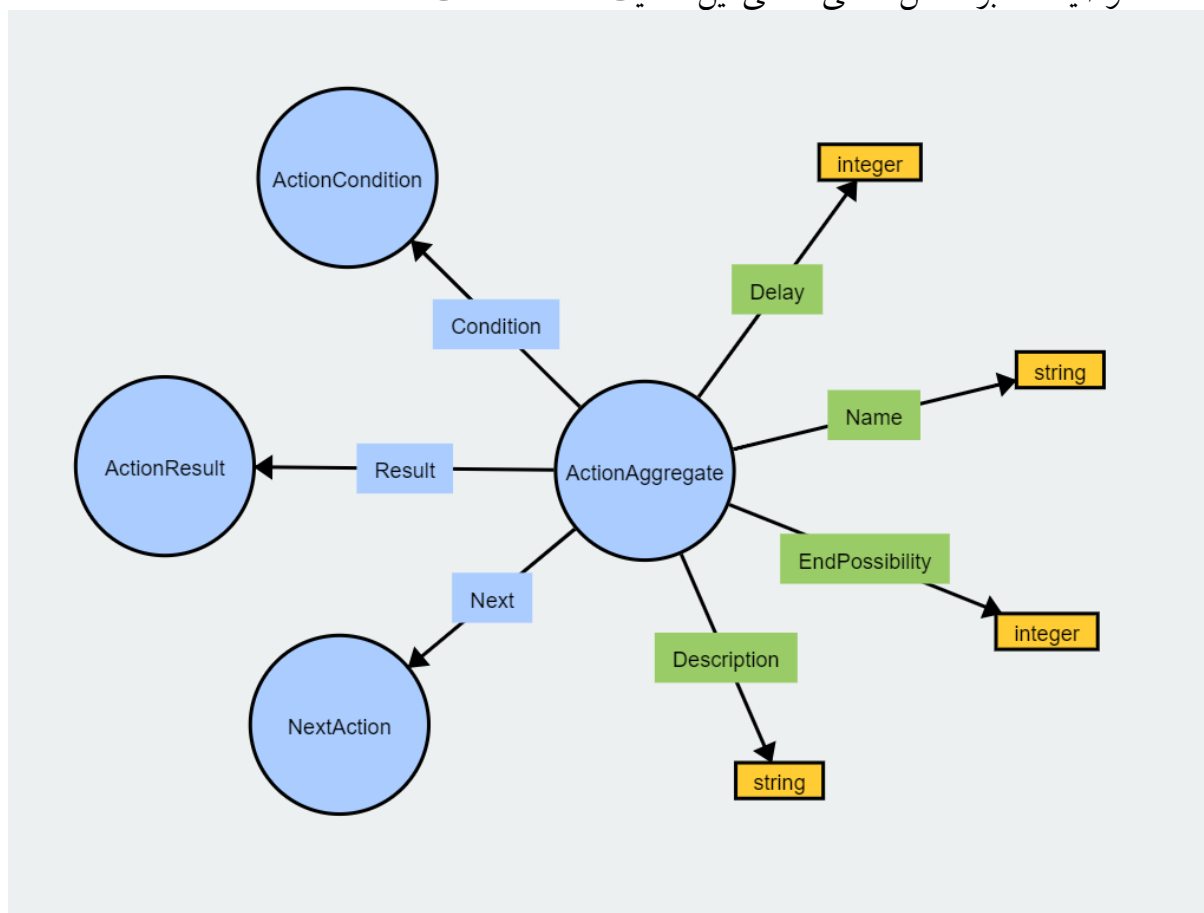 ActionCondition
integer
Delay
Condition
string
Name
ActionResult
Result
ActionAggregate
EndPossibility
Next
integer
Description
NextAction
string